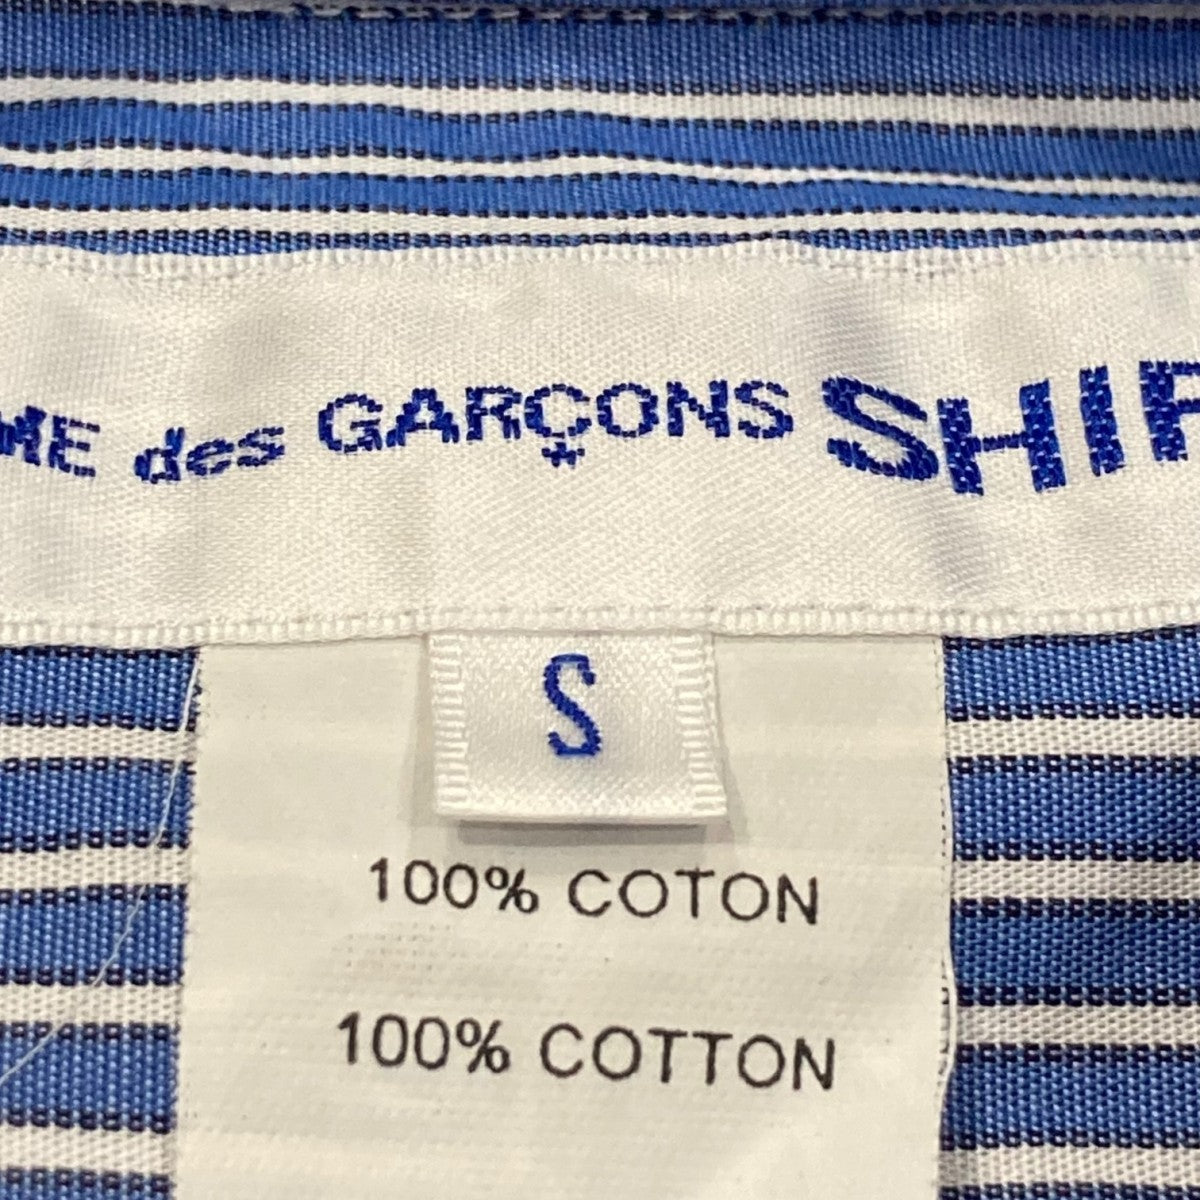 ME des GARÇONS SHIR
S
100% COTON
100% COTTON